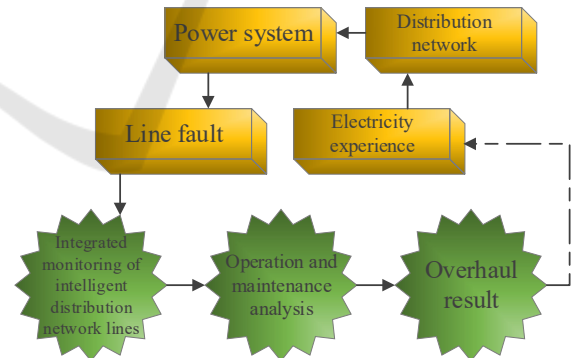 Power system
Distribution
network
Line fault
Electricity
experience
Integrated
monitoring of
intelligent
distribution
network lines
Operation and
maintenance
analysis
Overhaul
result